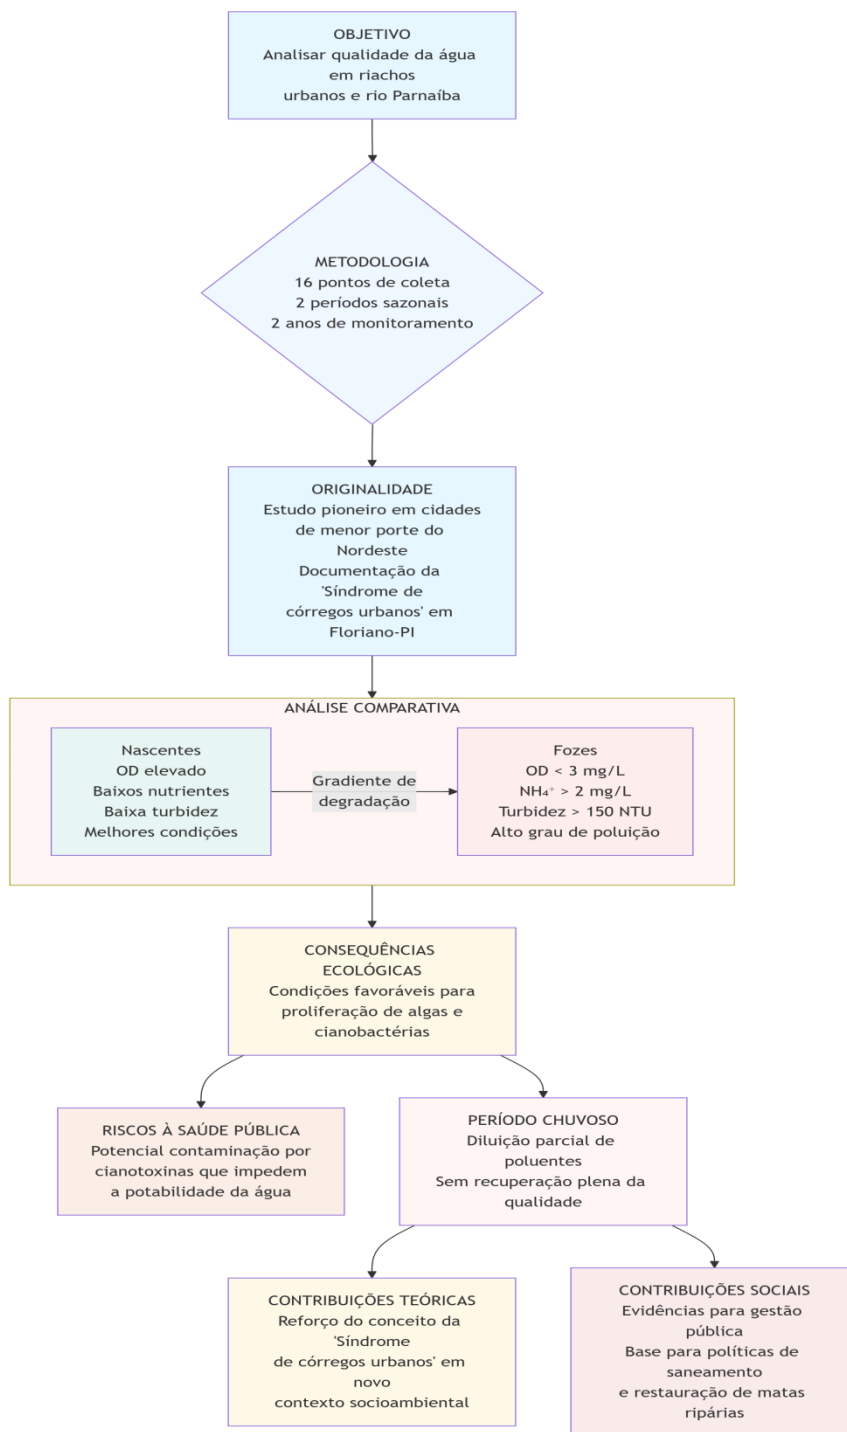 OBJETIVO
Analisar qualidade da água
em riachos
urbanos e rio Parnaíba
METODOLOGIA
16 pontos de coleta
2 períodos sazonais
2 anos de monitoramento
ORIGINALIDADE
Estudo pioneiro em cidades
de menor porte do
Nordeste
Documentação da
'Síndrome de
córregos urbanos' em
Floriano-PI
ANÁLISE COMPARATIVA
Nascentes
OD elevado
Baixos nutrientes
Baixa turbidez
Melhores condições
Gradiente de
degradação
Fozes
OD < 3 mg/L
NH₄⁺ > 2 mg/L
Turbidez > 150 NTU
Alto grau de poluição
CONSEQUÊNCIAS
ECOLÓGICAS
Condições favoráveis para
proliferação de algas e
cianobactérias
RISCOS À SAÚDE PÚBLICA
Potencial contaminação por
cianotoxinas que impedem
a potabilidade da água
PERÍODO CHUVOSO
Diluição parcial de
poluentes
Sem recuperação plena da
qualidade
CONTRIBUIÇÕES TEÓRICAS
Reforço do conceito da
'Síndrome
de córregos urbanos' em
novo
contexto socioambiental
CONTRIBUIÇÕES SOCIAIS
Evidências para gestão
pública
Base para políticas de
saneamento
e restauração de matas
ripárias